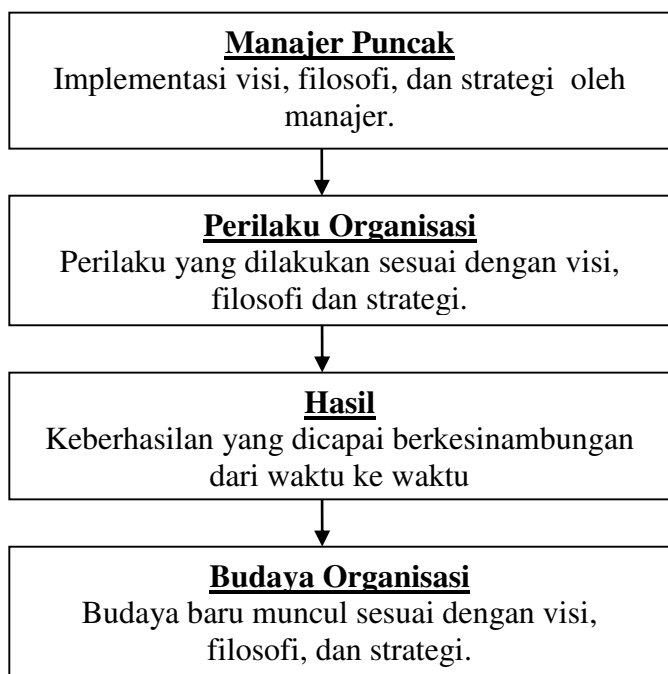 Manajer Puncak
Implementasi visi, filosofi, dan strategi oleh
manajer.
Perilaku Organisasi
Perilaku yang dilakukan sesuai dengan visi,
filosofi dan strategi.
Hasil
Keberhasilan yang dicapai berkesinambungan
dari waktu ke waktu
Budaya Organisasi
Budaya baru muncul sesuai dengan visi,
filosofi, dan strategi.